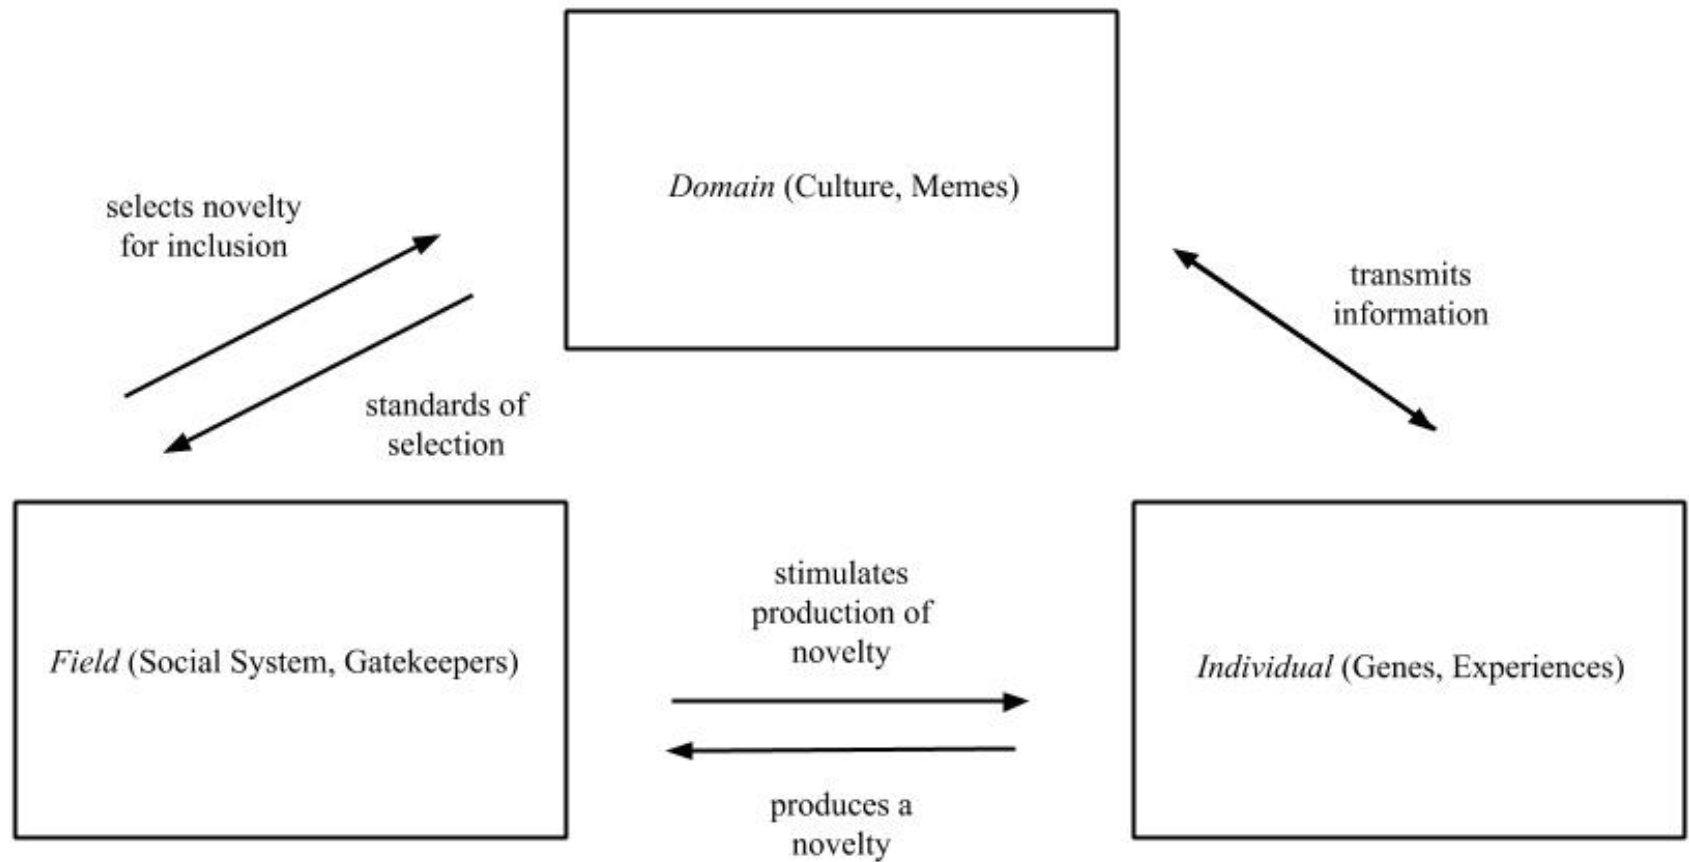 Domain (Culture, Memes)
selects novelty
for inclusion
transmits
information
standards of
selection
stimulates
production of
novelty
Field (Social System, Gatekeepers)
Individual (Genes, Experiences)
produces a
novelty